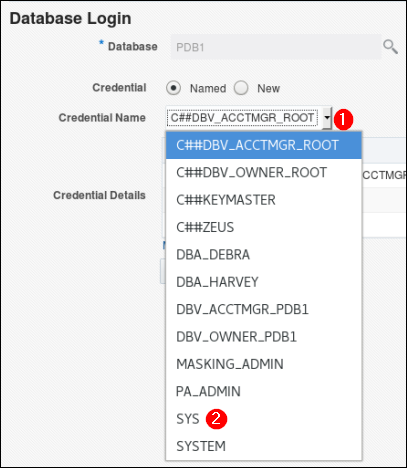 Database Login
* Database PDB1
Credential Named New
Credential Name C##DBV_ACCTMGR_ROOT 1
C##DBV_ACCTMGR_ROOT
C##DBV_OWNER_ROOT
CCTMGR_
Credential Details
C##KEYMASTER
C##ZEUS
DBA_DEBRA
DBA_HARVEY
DBV_ACCTMGR_PDB1
DBV_OWNER_PDB1
MASKING_ADMIN
PA_ADMIN
SYS 2
SYSTEM